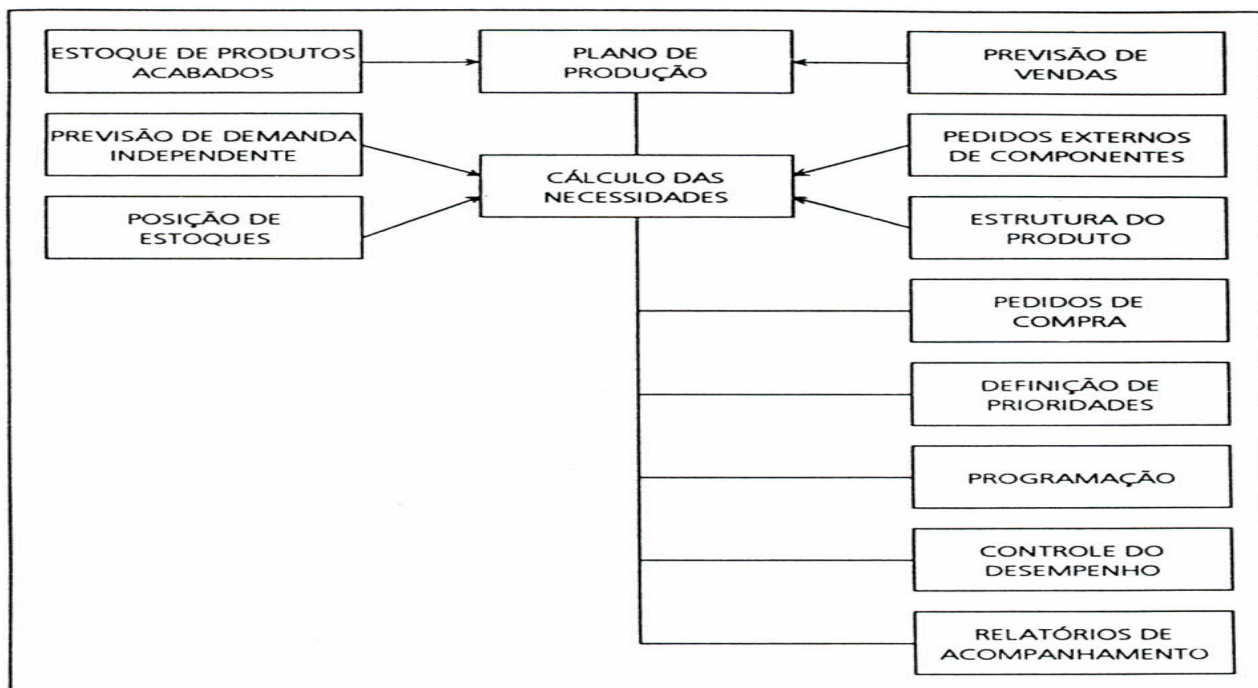 ESTOQUE DE PRODUTOS
ACABADOS
PLANO DE
PRODUÇÃO
PREVISÃO DE
VENDAS
PREVISÃO DE DEMANDA
INDEPENDENTE
PEDIDOS EXTERNOS
DE COMPONENTES
CÁLCULO DAS
NECESSIDADES
POSIÇÃO DE
ESTOQUES
ESTRUTURA DO
PRODUTO
PEDIDOS DE
COMPRA
DEFINIÇÃO DE
PRIORIDADES
PROGRAMAÇÃO
CONTROLE DO
DESEMPENHO
RELATÓRIOS DE
ACOMPANHAMENTO